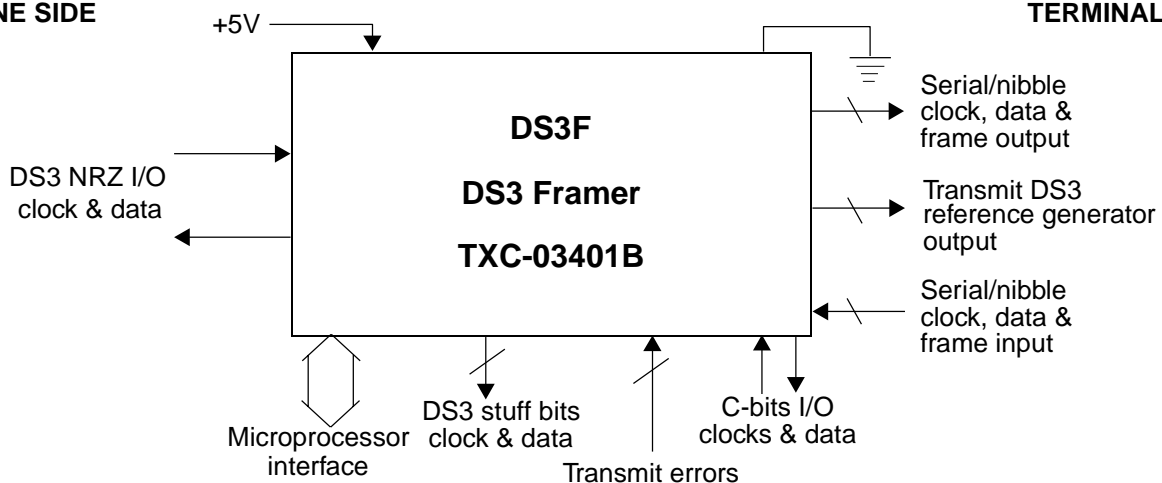 SIDE
TERMINAL
+5V
DS3F
DS3 Framer
TXC-03401B
DS3 NRZ I/O
clock & data
Serial/nibble
clock, data &
frame output
Transmit DS3
reference generator
output
Serial/nibble
clock, data &
frame input
Microprocessor
interface
DS3 stuff bits
clock & data
Transmit errors
C-bits I/O
clocks & data